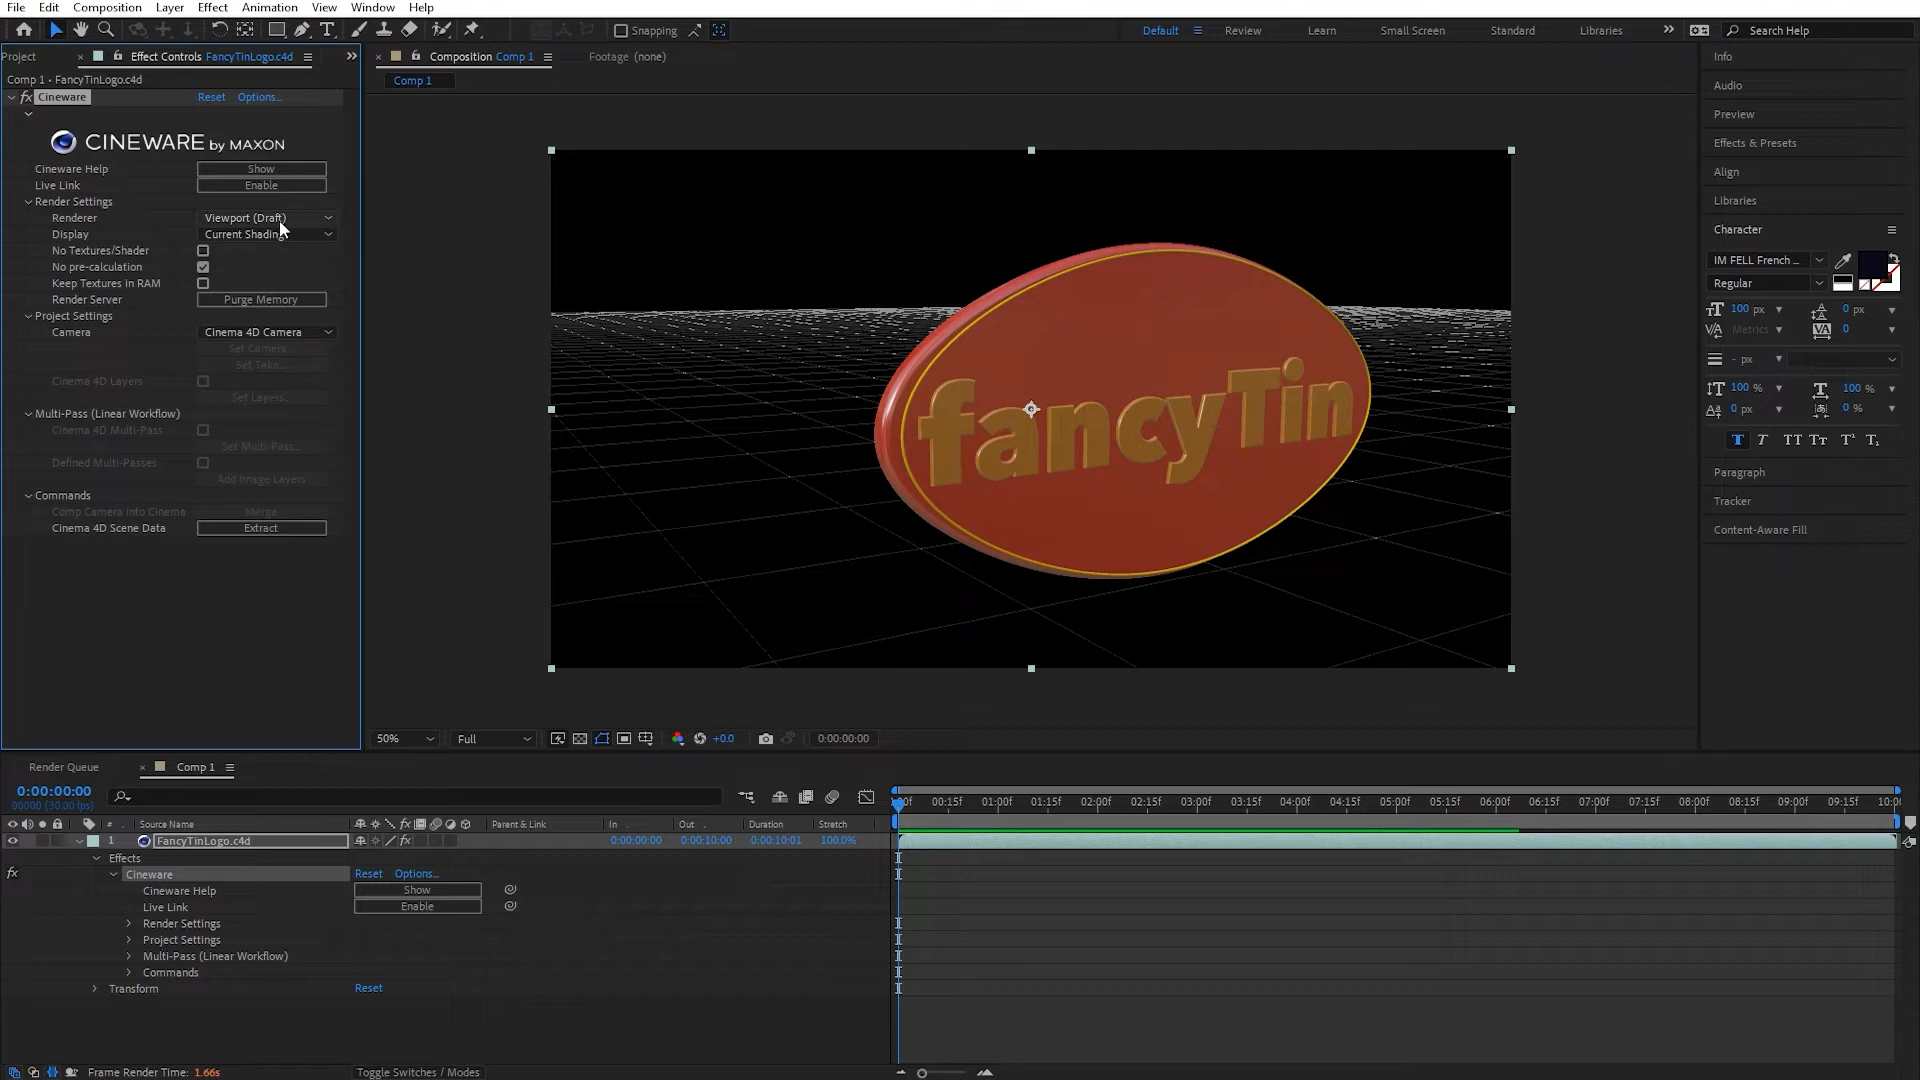 File Edit Composition Layer Effect Animation View Window Help
Snapping
Default Review Learn Small Screen Standard Libraries Search Help
Project Effect Controls FancyTinLogo.c4d
Composition Comp 1
Footage (none)
Comp 1 • FancyTinLogo.c4d
Comp 1
fx Cineware Reset Options...
CINEWARE by MAXON
Cineware Help Show
Live Link Enable
Render Settings
Renderer Viewport (Draft)
Display Current Shading
No Textures/Shader
No pre-calculation
Keep Textures in RAM
Render Server Purge Memory
Project Settings
Camera Cinema 4D Camera
Set Camera...
Set Take...
Cinema 4D Layers
Set Layers...
Multi-Pass (Linear Workflow)
Cinema 4D Multi-Pass
Set Multi-Pass...
Defined Multi-Passes
Add Image Layers
Commands
Comp Camera into Cinema Merge
Cinema 4D Scene Data Extract
fancyTin
50% Full +0.0 0:00:00:00
Info
Audio
Preview
Effects & Presets
Align
Libraries
Character
IM FELL French ...
Regular
100 px 0 px
Metrics 0
- px
100 % 100 %
0 px 0 %
T T TT Tt T¹ T₁
Paragraph
Tracker
Content-Aware Fill
Render Queue Comp 1
0:00:00:00
00000 (30.00 fps)
00:15f 01:00f 01:15f 02:00f 02:15f 03:00f 03:15f 04:00f 04:15f 05:00f 05:15f 06:00f 06:15f 07:00f 07:15f 08:00f 08:15f 09:00f 09:15f 10:0
# Source Name fx Parent & Link In Out Duration Stretch
1 FancyTinLogo.c4d fx 0:00:00:00 0:00:10:00 0:00:10:01 100.0%
Effects
fx Cineware Reset Options...
Cineware Help Show
Live Link Enable
Render Settings
Project Settings
Multi-Pass (Linear Workflow)
Commands
Transform Reset
Frame Render Time: 1.66s Toggle Switches / Modes